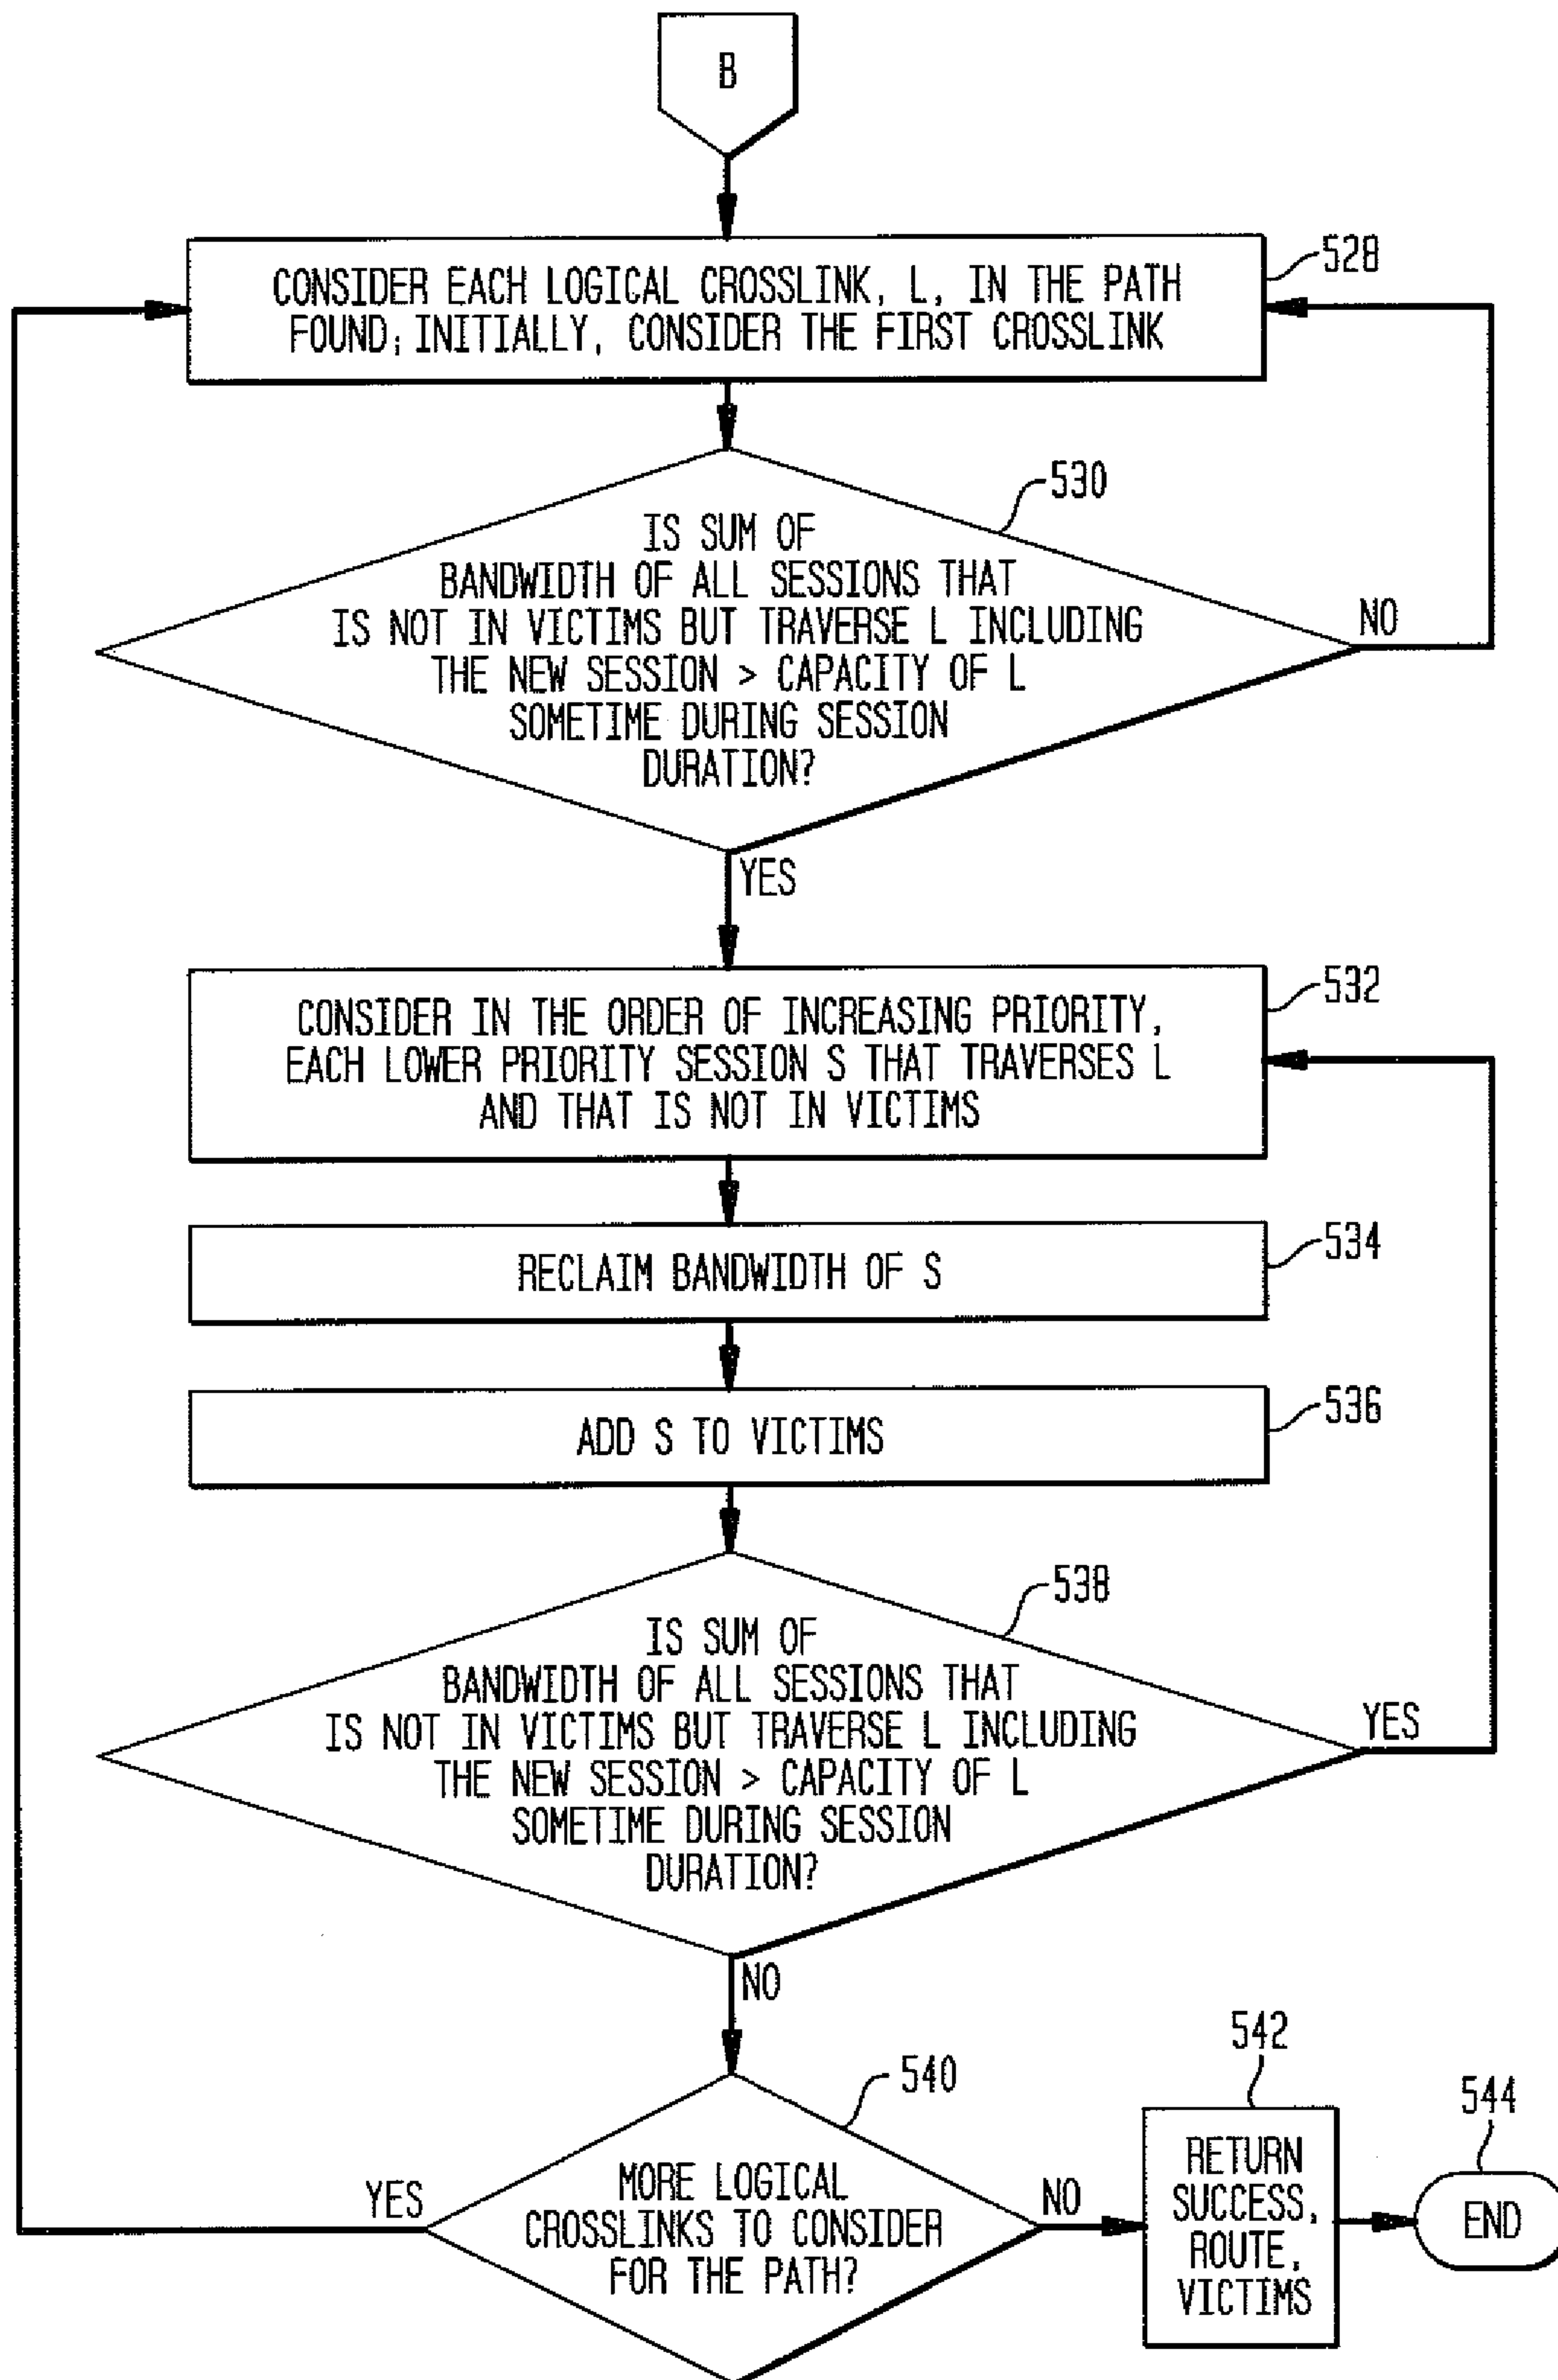 B
528
CONSIDER EACH LOGICAL CROSSLINK, L, IN THE PATH
FOUND; INITIALLY, CONSIDER THE FIRST CROSSLINK
530
IS SUM OF
BANDWIDTH OF ALL SESSIONS THAT
IS NOT IN VICTIMS BUT TRAVERSE L INCLUDING
THE NEW SESSION > CAPACITY OF L
SOMETIME DURING SESSION
DURATION?
NO
YES
532
CONSIDER IN THE ORDER OF INCREASING PRIORITY,
EACH LOWER PRIORITY SESSION S THAT TRAVERSES L
AND THAT IS NOT IN VICTIMS
534
RECLAIM BANDWIDTH OF S
536
ADD S TO VICTIMS
538
IS SUM OF
BANDWIDTH OF ALL SESSIONS THAT
IS NOT IN VICTIMS BUT TRAVERSE L INCLUDING
THE NEW SESSION > CAPACITY OF L
SOMETIME DURING SESSION
DURATION?
YES
NO
540
MORE LOGICAL
CROSSLINKS TO CONSIDER
FOR THE PATH?
YES
NO
542
RETURN
SUCCESS,
ROUTE,
VICTIMS
544
END